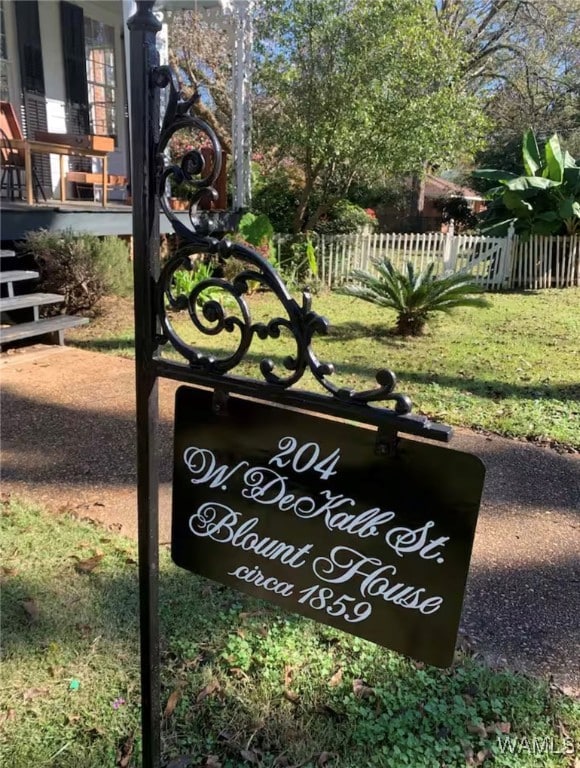 204
W. DeKalb St.
Blount House
circa 1859
WAMLS